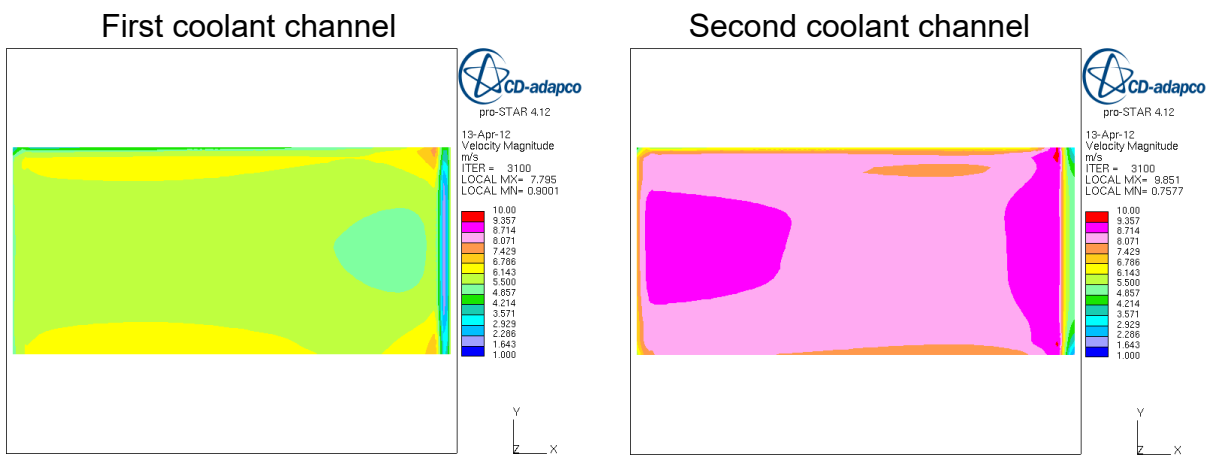 First coolant channel
CD-adapco
pro-STAR 4.12
13-Apr-12
Velocity Magnitude
m/s
ITER = 3100
LOCAL MX= 7.795
LOCAL MN= 0.9001
10.00
9.357
8.714
8.071
7.429
6.786
6.143
5.500
4.857
4.214
3.571
2.929
2.286
1.643
1.000
Y
Z X
Second coolant channel
CD-adapco
pro-STAR 4.12
13-Apr-12
Velocity Magnitude
m/s
ITER = 3100
LOCAL MX= 9.851
LOCAL MN= 0.7577
10.00
9.357
8.714
8.071
7.429
6.786
6.143
5.500
4.857
4.214
3.571
2.929
2.286
1.643
1.000
Y
Z X